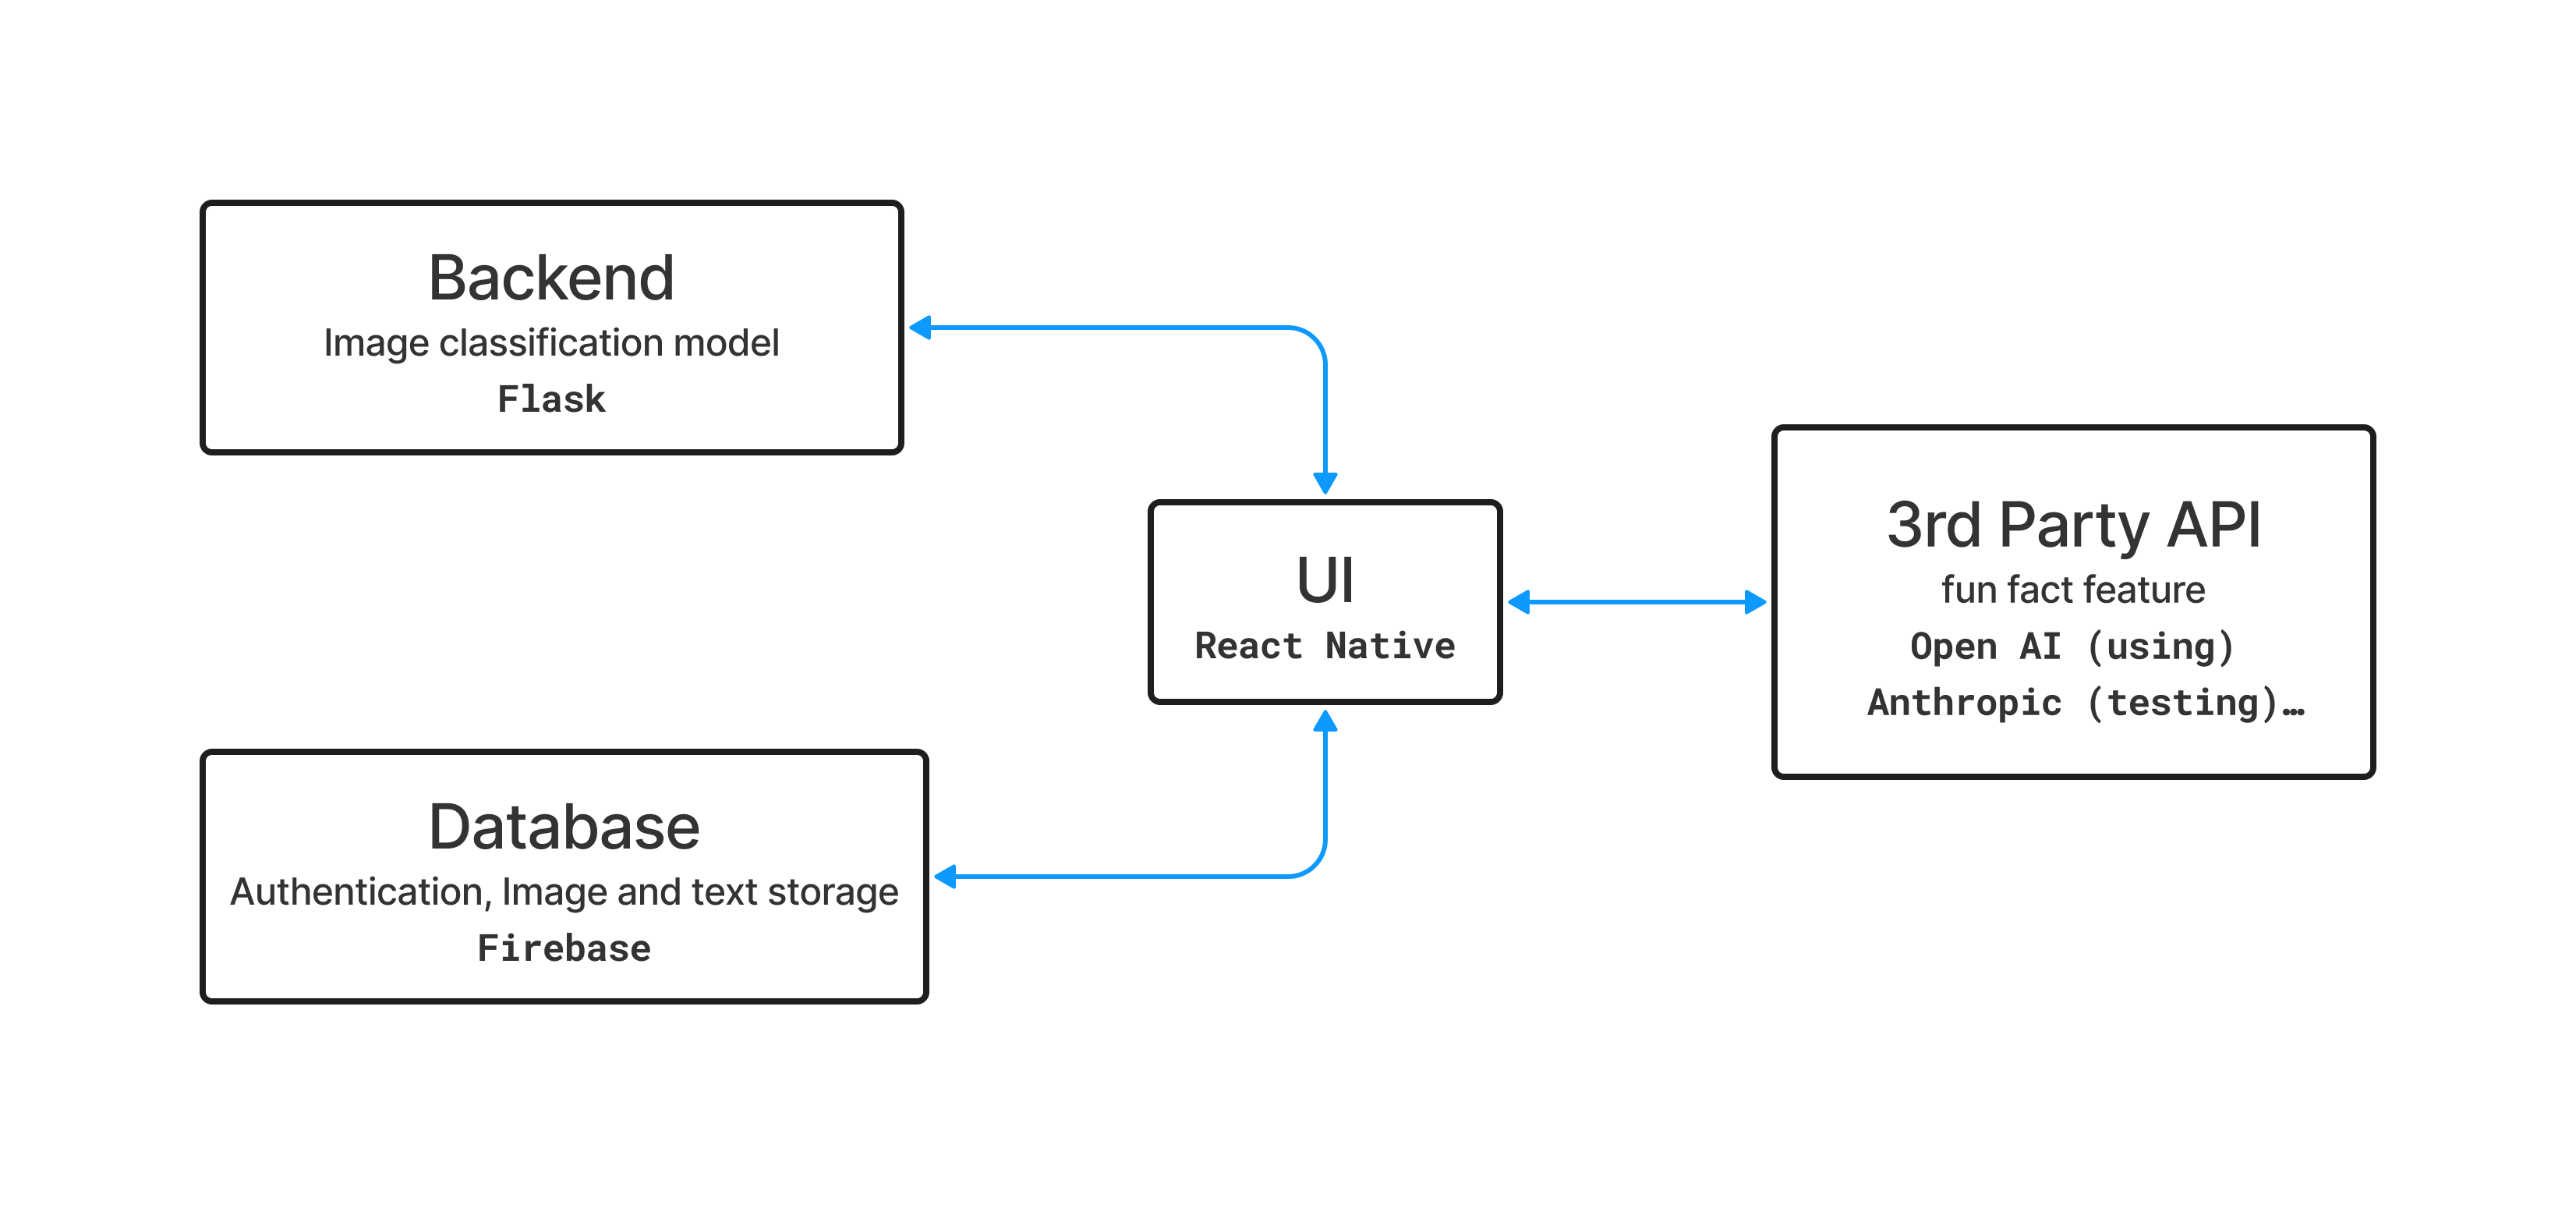 Backend
Image classification model
Flask
UI
React Native
3rd Party API
fun fact feature
Open AI (using)
Anthropic (testing)…
Database
Authentication, Image and text storage
Firebase